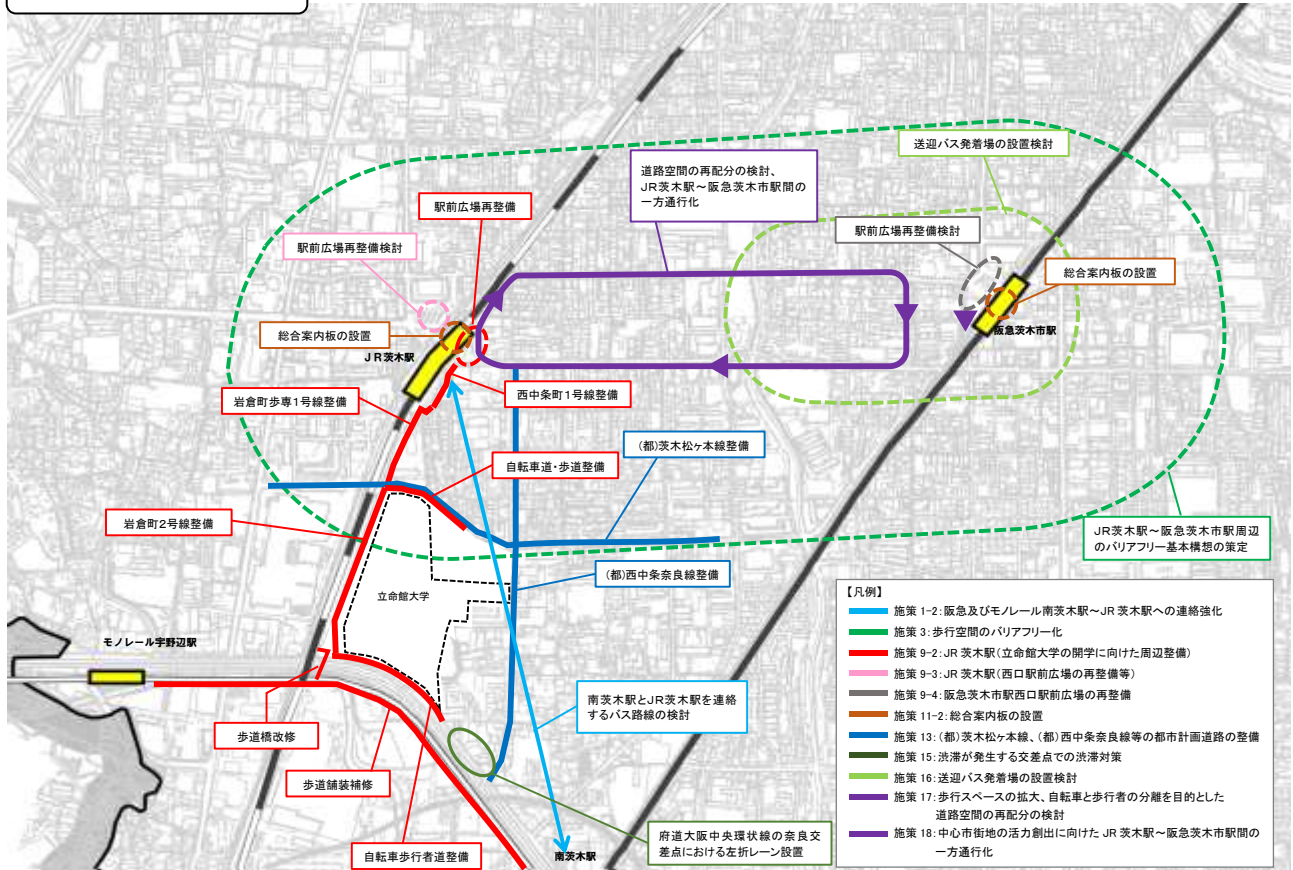 送迎バス発着場の設置検討
道路空間の再配分の検討、
JR茨木駅～阪急茨木市駅間の
一方通行化
駅前広場再整備
駅前広場再整備検討
駅前広場再整備検討
総合案内板の設置
総合案内板の設置
JR茨木駅
阪急茨木市駅
西中条町1号線整備
岩倉町歩専1号線整備
(都)茨木松ヶ本線整備
自転車道・歩道整備
岩倉町2号線整備
JR茨木駅～阪急茨木市駅周辺
のバリアフリー基本構想の策定
(都)西中条奈良線整備
立命館大学
モノレール宇野辺駅
南茨木駅とJR茨木駅を連絡
するバス路線の検討
歩道橋改修
歩道舗装補修
自転車歩行者道整備
府道大阪中央環状線の奈良交
差点における左折レーン設置
南茨木駅
【凡例】
施策 1-2:阪急及びモノレール南茨木駅～JR 茨木駅への連絡強化
施策 3:歩行空間のバリアフリー化
施策 9-2:JR 茨木駅(立命館大学の開学に向けた周辺整備)
施策 9-3:JR 茨木駅(西口駅前広場の再整備等)
施策 9-4:阪急茨木市駅西口駅前広場の再整備
施策 11-2:総合案内板の設置
施策 13:(都)茨木松ヶ本線、(都)西中条奈良線等の都市計画道路の整備
施策 15:渋滞が発生する交差点での渋滞対策
施策 16:送迎バス発着場の設置検討
施策 17:歩行スペースの拡大、自転車と歩行者の分離を目的とした
道路空間の再配分の検討
施策 18:中心市街地の活力創出に向けた JR 茨木駅～阪急茨木市駅間の
一方通行化